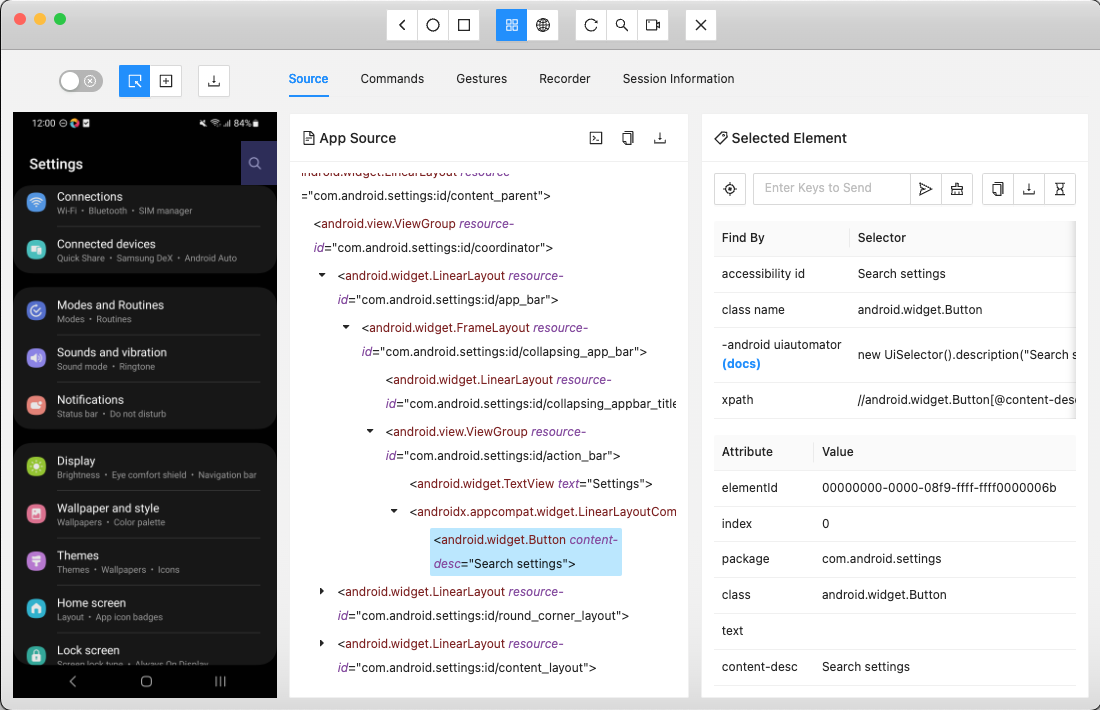 Source
Commands
Gestures
Recorder
Session Information
12:00
84%
Settings
Connections
Wi-Fi • Bluetooth • SIM manager
Connected devices
Quick Share • Samsung DeX • Android Auto
Modes and Routines
Modes • Routines
Sounds and vibration
Sound mode • Ringtone
Notifications
Status bar • Do not disturb
Display
Brightness • Eye comfort shield • Navigation bar
Wallpaper and style
Wallpapers • Color palette
Themes
Themes • Wallpapers • Icons
Home screen
Layout • App icon badges
Lock screen
Screen lock type • Always On Display
App Source
<android.widget.LinearLayout resource-
="com.android.settings:id/content_parent">
<android.view.ViewGroup resource-
id="com.android.settings:id/coordinator">
<android.widget.LinearLayout resource-
id="com.android.settings:id/app_bar">
<android.widget.FrameLayout resource-
id="com.android.settings:id/collapsing_app_bar">
<android.widget.LinearLayout resource-
id="com.android.settings:id/collapsing_appbar_title
<android.view.ViewGroup resource-
id="com.android.settings:id/action_bar">
<android.widget.TextView text="Settings">
<androidx.appcompat.widget.LinearLayoutCom
<android.widget.Button content-
desc="Search settings">
<android.widget.LinearLayout resource-
id="com.android.settings:id/round_corner_layout">
<android.widget.LinearLayout resource-
id="com.android.settings:id/content_layout">
Selected Element
Enter Keys to Send
Find By Selector
accessibility id Search settings
class name android.widget.Button
-android uiautomator
(docs)
new UiSelector().description("Search s
xpath //android.widget.Button[@content-desc
Attribute Value
elementId 00000000-0000-08f9-ffff-ffff0000006b
index 0
package com.android.settings
class android.widget.Button
text
content-desc Search settings